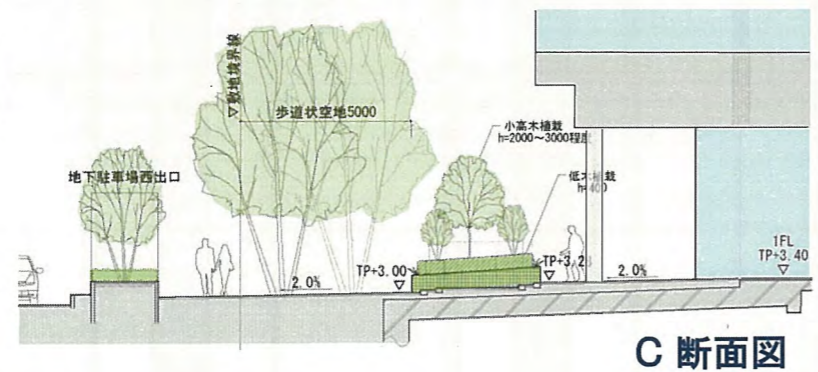 ▽敷地境界線
歩道状空地5000
小高木植栽
h=2000～3000程度
地下駐車場西出口
低木植栽
h=400
TP+3.00
▽
2.0%
▽
2.0%
1FL
TP+3.40
▽
C 断面図